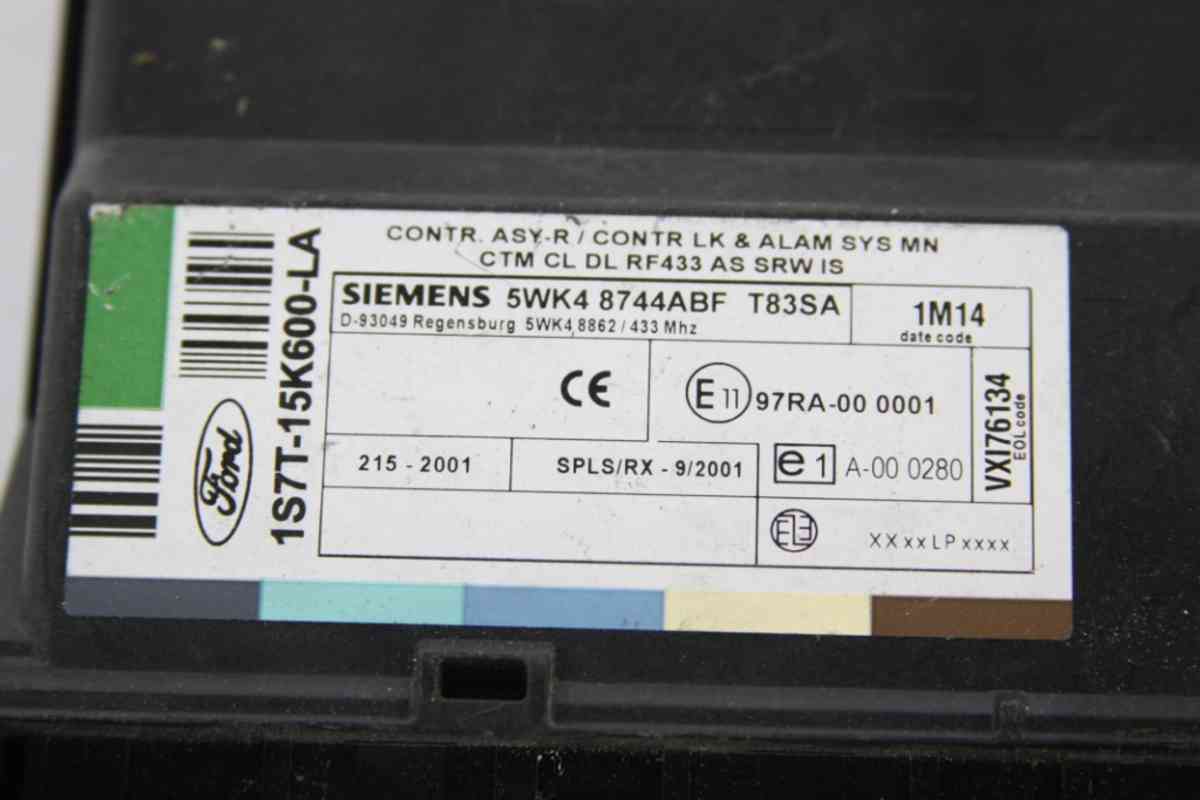 CONTR. ASY-R / CONTR LK & ALAM SYS MN
CTM CL DL RF433 AS SRW IS
SIEMENS 5WK4 8744ABF T83SA
D-93049 Regensburg 5WK4 8862 / 433 Mhz
1M14
date code
CE
E 11 97RA-00 0001
VXI76134
EOL code
215 - 2001
SPLS/RX - 9/2001
e 1 A-00 0280
XXXXLPXXXX
Ford
1S7T-15K600-LA